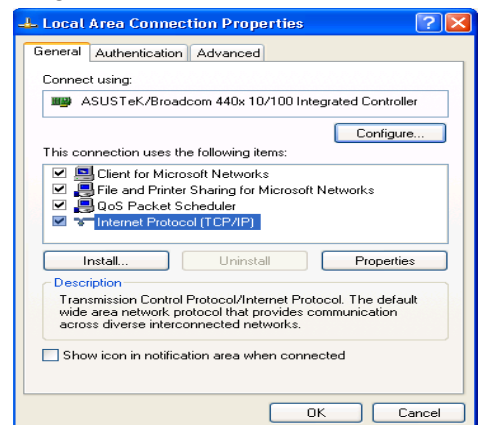 Local Area Connection Properties
General Authentication Advanced
Connect using:
ASUSTeK/Broadcom 440x 10/100 Integrated Controller
Configure...
This connection uses the following items:
Client for Microsoft Networks
File and Printer Sharing for Microsoft Networks
QoS Packet Scheduler
Internet Protocol (TCP/IP)
Install... Uninstall Properties
Description
Transmission Control Protocol/Internet Protocol. The default
wide area network protocol that provides communication
across diverse interconnected networks.
Show icon in notification area when connected
OK Cancel